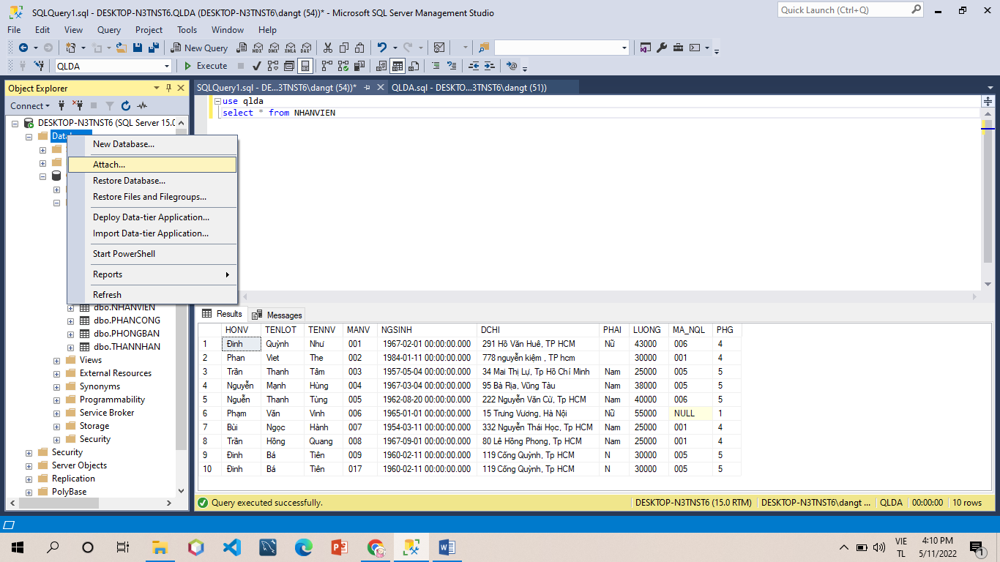 SQLQuery1.sql - DESKTOP-N3TNST6.QLDA (DESKTOP-N3TNST6\dangt (54))* - Microsoft SQL Server Management Studio
Quick Launch (Ctrl+Q)
File Edit View Query Project Tools Window Help
New Query MDX DMX XMLA DAX
QLDA Execute
Object Explorer
SQLQuery1.sql - DE...3TNST6\dangt (54))* QLDA.sql - DESKTO...3TNST6\dangt (51))
Connect
use qlda
select * from NHANVIEN
DESKTOP-N3TNST6 (SQL Server 15.0
New Database...
Attach...
Restore Database...
Restore Files and Filegroups...
Deploy Data-tier Application...
Import Data-tier Application...
Start PowerShell
Reports
Refresh
dbo.NHANVIEN
dbo.PHANCONG
dbo.PHONGBAN
dbo.THANNHAN
Views
External Resources
Synonyms
Programmability
Service Broker
Storage
Security
Security
Server Objects
Replication
PolyBase
Results Messages
HONV TENLOT TENNV MANV NGSINH DCHI PHAI LUONG MA_NQL PHG
1 Đinh Quỳnh Như 001 1967-02-01 00:00:00.000 291 Hồ Văn Huê, TP HCM Nữ 43000 006 4
2 Phan Viet The 002 1984-01-11 00:00:00.000 778 nguyễn kiệm , TP hcm 30000 001 4
3 Trần Thanh Tâm 003 1957-05-04 00:00:00.000 34 Mai Thị Lự, Tp Hồ Chí Minh Nam 25000 005 5
4 Nguyễn Mạnh Hùng 004 1967-03-04 00:00:00.000 95 Bà Rịa, Vũng Tàu Nam 38000 005 5
5 Nguễn Thanh Tùng 005 1962-08-20 00:00:00.000 222 Nguyễn Văn Cừ, Tp HCM Nam 40000 006 5
6 Phạm Văn Vinh 006 1965-01-01 00:00:00.000 15 Trưng Vương, Hà Nội Nữ 55000 NULL 1
7 Bùi Ngọc Hành 007 1954-03-11 00:00:00.000 332 Nguyễn Thái Học, Tp HCM Nam 25000 001 4
8 Trần Hồng Quang 008 1967-09-01 00:00:00.000 80 Lê Hồng Phong, Tp HCM Nam 25000 001 4
9 Đinh Bá Tiên 009 1960-02-11 00:00:00.000 119 Cống Quỳnh, Tp HCM N 30000 005 5
10 Đinh Bá Tiên 017 1960-02-11 00:00:00.000 119 Cống Quỳnh, Tp HCM N 30000 005 5
Query executed successfully. DESKTOP-N3TNST6 (15.0 RTM) DESKTOP-N3TNST6\dangt ... QLDA 00:00:00 10 rows
VIE 4:10 PM
TL 5/11/2022 1